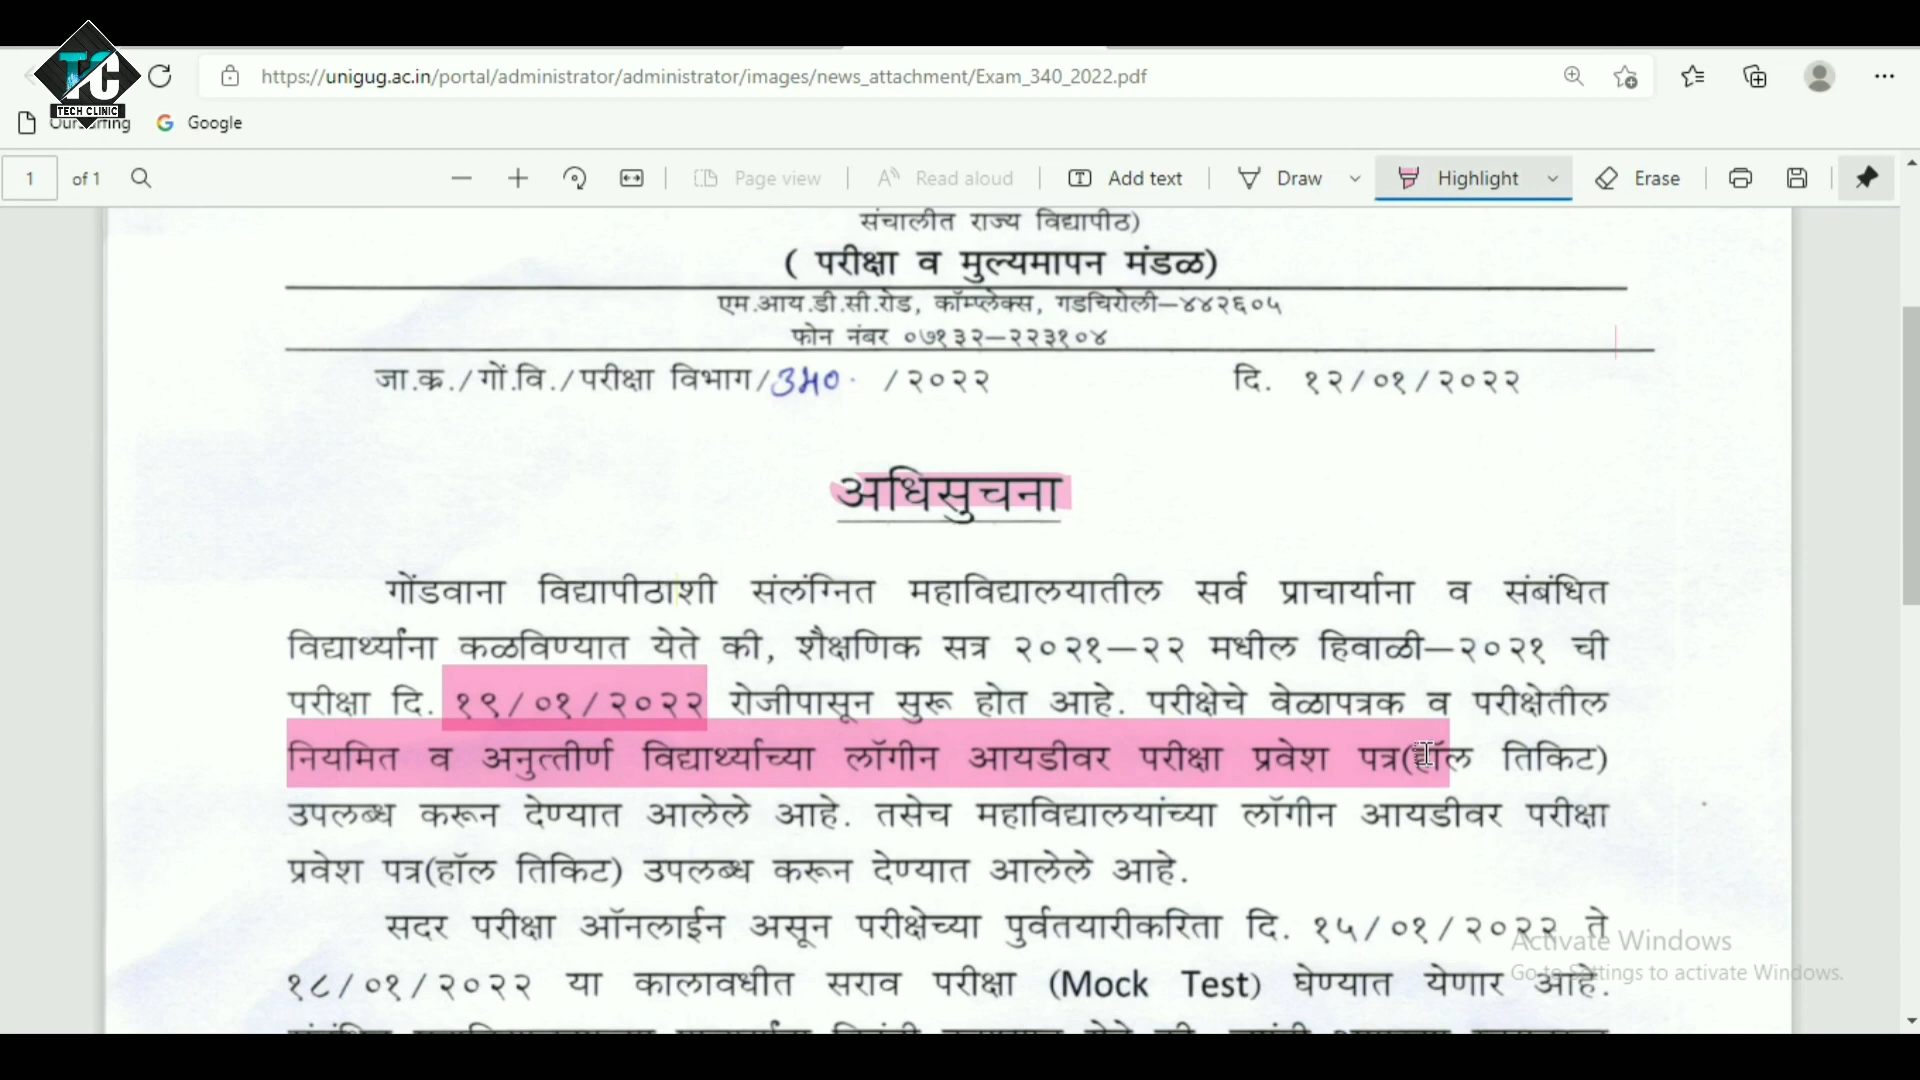 TC
TECH CLINIC
https://unigug.ac.in/portal/administrator/administrator/images/news_attachment/Exam_340_2022.pdf
Google
1 of 1 Page view Read aloud Add text Draw Highlight Erase
संचालीत राज्य विद्यापीठ)
( परीक्षा व मुल्यमापन मंडळ)
एम.आय.डी.सी.रोड, कॉम्प्लेक्स, गडचिरोली—४४२६०५
फोन नंबर ०७१३२—२२३१०४
जा.क्र./गों.वि./परीक्षा विभाग/340. /२०२२ दि. १२/०१/२०२२
अधिसुचना
गोंडवाना विद्यापीठाशी संलंग्नित महाविद्यालयातील सर्व प्राचार्यांना व संबंधित
विद्यार्थ्यांना कळविण्यात येते की, शैक्षणिक सत्र २०२१—२२ मधील हिवाळी—२०२१ ची
परीक्षा दि. १९/०१/२०२२ रोजीपासून सुरू होत आहे. परीक्षेचे वेळापत्रक व परीक्षेतील
नियमित व अनुत्तीर्ण विद्यार्थ्याच्या लॉगीन आयडीवर परीक्षा प्रवेश पत्र(हॉल तिकिट)
उपलब्ध करून देण्यात आलेले आहे. तसेच महाविद्यालयांच्या लॉगीन आयडीवर परीक्षा
प्रवेश पत्र(हॉल तिकिट) उपलब्ध करून देण्यात आलेले आहे.
सदर परीक्षा ऑनलाईन असून परीक्षेच्या पुर्वतयारीकरिता दि. १५/०१/२०२२ ते
१८/०१/२०२२ या कालावधीत सराव परीक्षा (Mock Test) घेण्यात येणार आहे.
Activate Windows
Go to Settings to activate Windows.